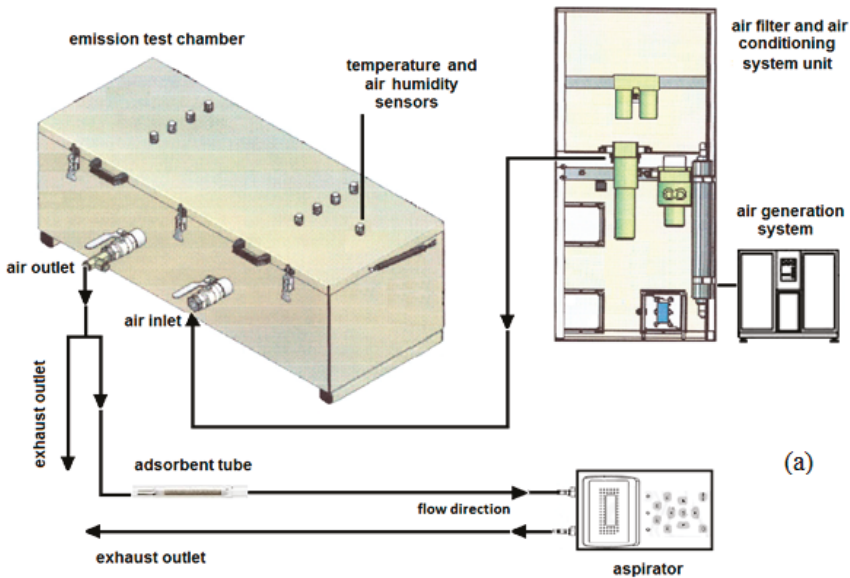 emission test chamber
temperature and
air humidity
sensors
air filter and air
conditioning
system unit
air generation
system
air outlet
air inlet
exhaust outlet
adsorbent tube
flow direction
(a)
exhaust outlet
aspirator